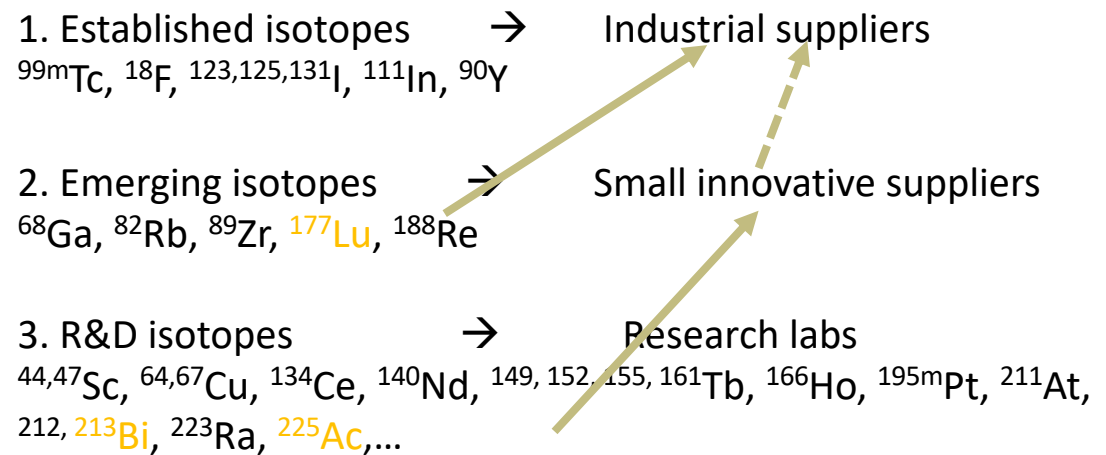 1. Established isotopes → Industrial suppliers
⁹⁹ᵐTc, ¹⁸F, ¹²³,¹²⁵,¹³¹I, ¹¹¹In, ⁹⁰Y
2. Emerging isotopes → Small innovative suppliers
⁶⁸Ga, ⁸²Rb, ⁸⁹Zr, ¹⁷⁷Lu, ¹⁸⁸Re
3. R&D isotopes → Research labs
⁴⁴,⁴⁷Sc, ⁶⁴,⁶⁷Cu, ¹³⁴Ce, ¹⁴⁰Nd, ¹⁴⁹, ¹⁵², ¹⁵⁵, ¹⁶¹Tb, ¹⁶⁶Ho, ¹⁹⁵ᵐPt, ²¹¹At,
²¹², ²¹³Bi, ²²³Ra, ²²⁵Ac,...